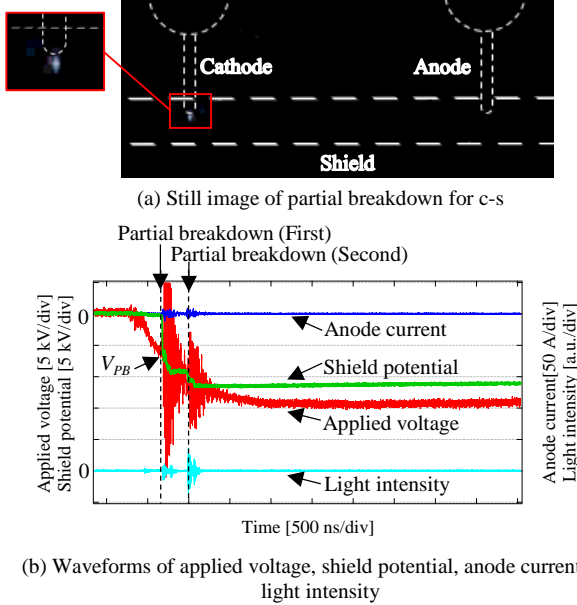 Cathode
Anode
Shield
(a) Still image of partial breakdown for c-s
Partial breakdown (First)
Partial breakdown (Second)
0
Anode current
V_PB
Shield potential
Applied voltage
0
Light intensity
Applied voltage [5 kV/div]
Shield potential [5 kV/div]
Anode current[50 A/div]
Light intensity [a.u./div]
Time [500 ns/div]
(b) Waveforms of applied voltage, shield potential, anode current
light intensity